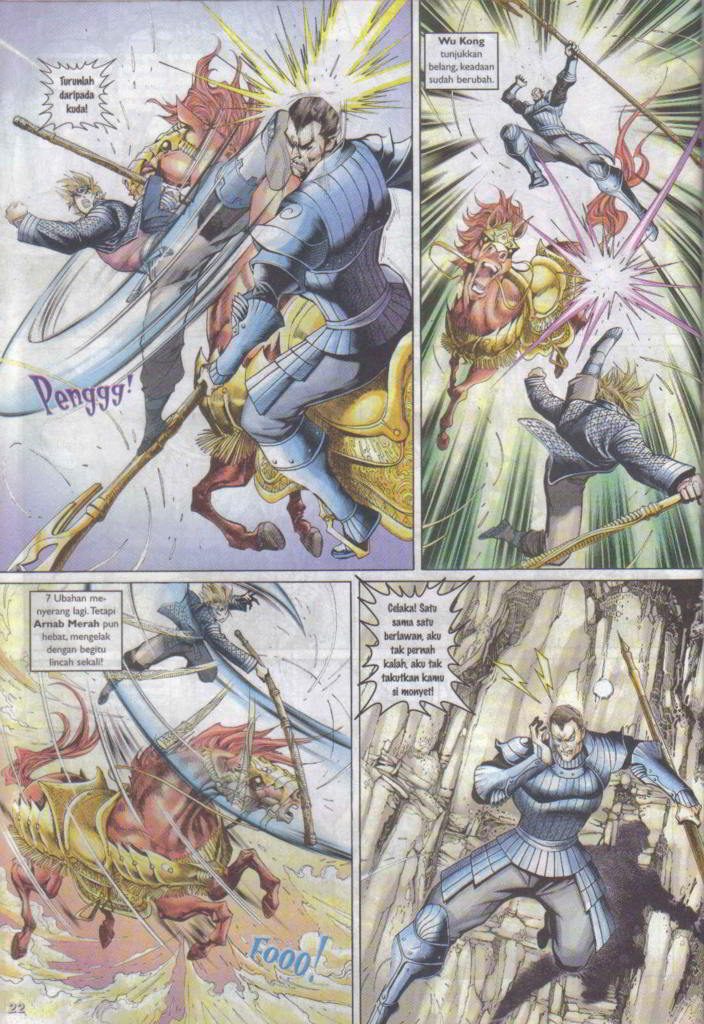 Turunlah
daripada
kuda!
Penggg!
Wu Kong
tunjukkan
belang, keadaan
sudah berubah.
7 Ubahan me-
nyerang lagi. Tetapi
Arnab Merah pun
hebat, mengelak
dengan begitu
lincah sekali!
Fooo!
Celaka! Satu
sama satu
berlawan, aku
tak pernah
kalah, aku tak
takutkan kamu
si monyet!
22